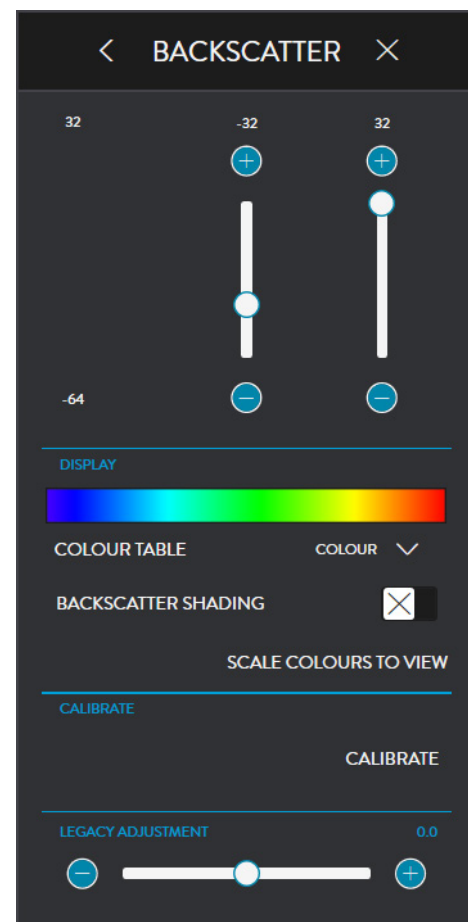 BACKSCATTER
32 -32 32
-64
DISPLAY
COLOUR TABLE COLOUR
BACKSCATTER SHADING
SCALE COLOURS TO VIEW
CALIBRATE
CALIBRATE
LEGACY ADJUSTMENT 0.0